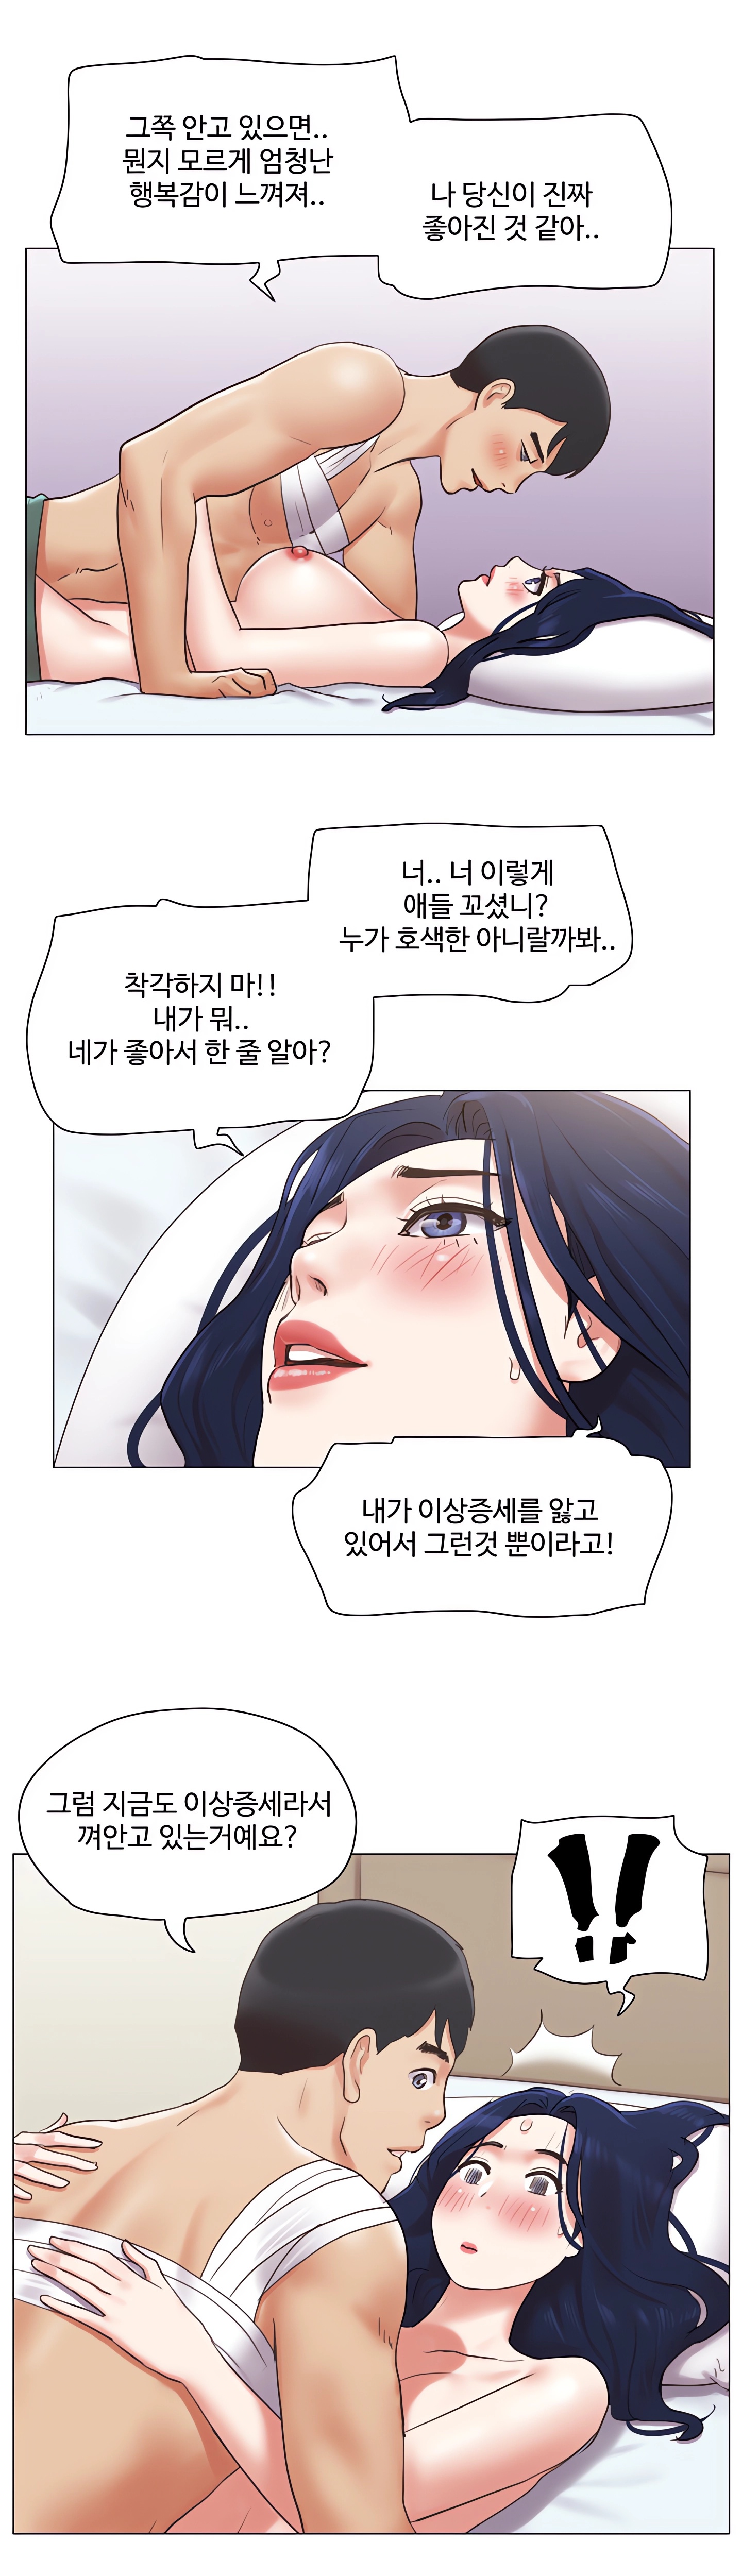 그쪽 안고 있으면..
뭔지 모르게 엄청난
행복감이 느껴져..
나 당신이 진짜
좋아진 것 같아..
너.. 너 이렇게
애들 꼬셨니?
누가 호색한 아니랄까봐..
착각하지 마!!
내가 뭐..
네가 좋아서 한 줄 알아?
내가 이상증세를 앓고
있어서 그런것 뿐이라고!
그럼 지금도 이상증세라서
껴안고 있는거예요?
!!